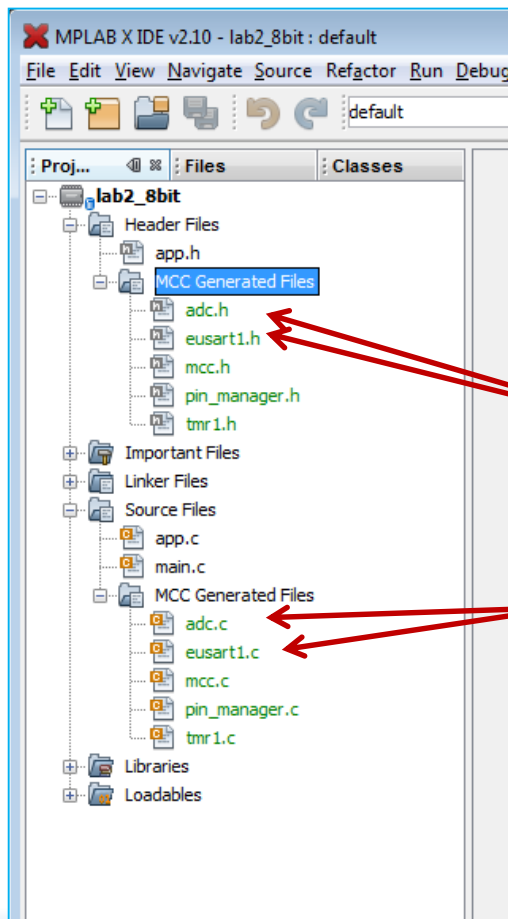 MPLAB X IDE v2.10 - lab2_8bit : default
File Edit View Navigate Source Refactor Run Debug
default
Proj... Files Classes
lab2_8bit
Header Files
app.h
MCC Generated Files
adc.h
eusart1.h
mcc.h
pin_manager.h
tmr1.h
Important Files
Linker Files
Source Files
app.c
main.c
MCC Generated Files
adc.c
eusart1.c
mcc.c
pin_manager.c
tmr1.c
Libraries
Loadables